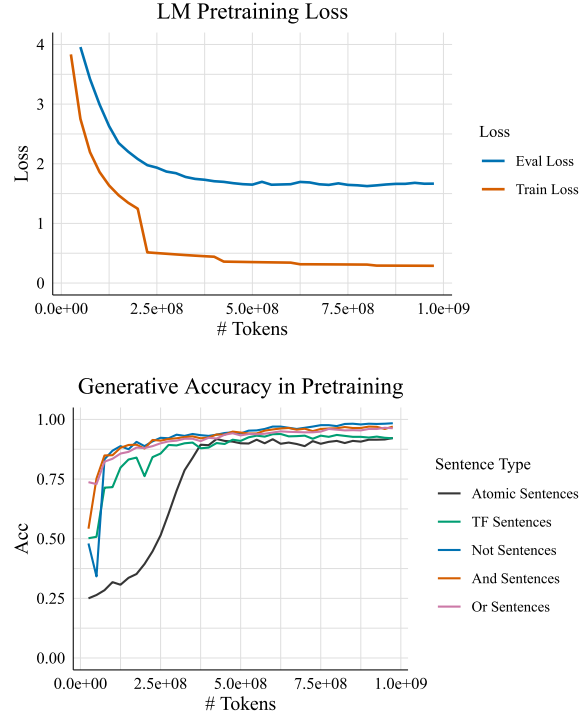 LM Pretraining Loss
4
3
2
1
0
Loss
0.0e+00 2.5e+08 5.0e+08 7.5e+08 1.0e+09
# Tokens
Loss
Eval Loss
Train Loss
Generative Accuracy in Pretraining
1.00
0.75
0.50
0.25
0.00
Acc
0.0e+00 2.5e+08 5.0e+08 7.5e+08 1.0e+09
# Tokens
Sentence Type
Atomic Sentences
TF Sentences
Not Sentences
And Sentences
Or Sentences